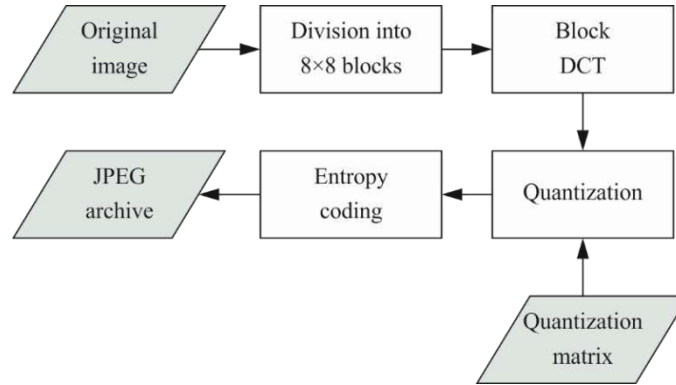 Original
image
Division into
8×8 blocks
Block
DCT
JPEG
archive
Entropy
coding
Quantization
Quantization
matrix